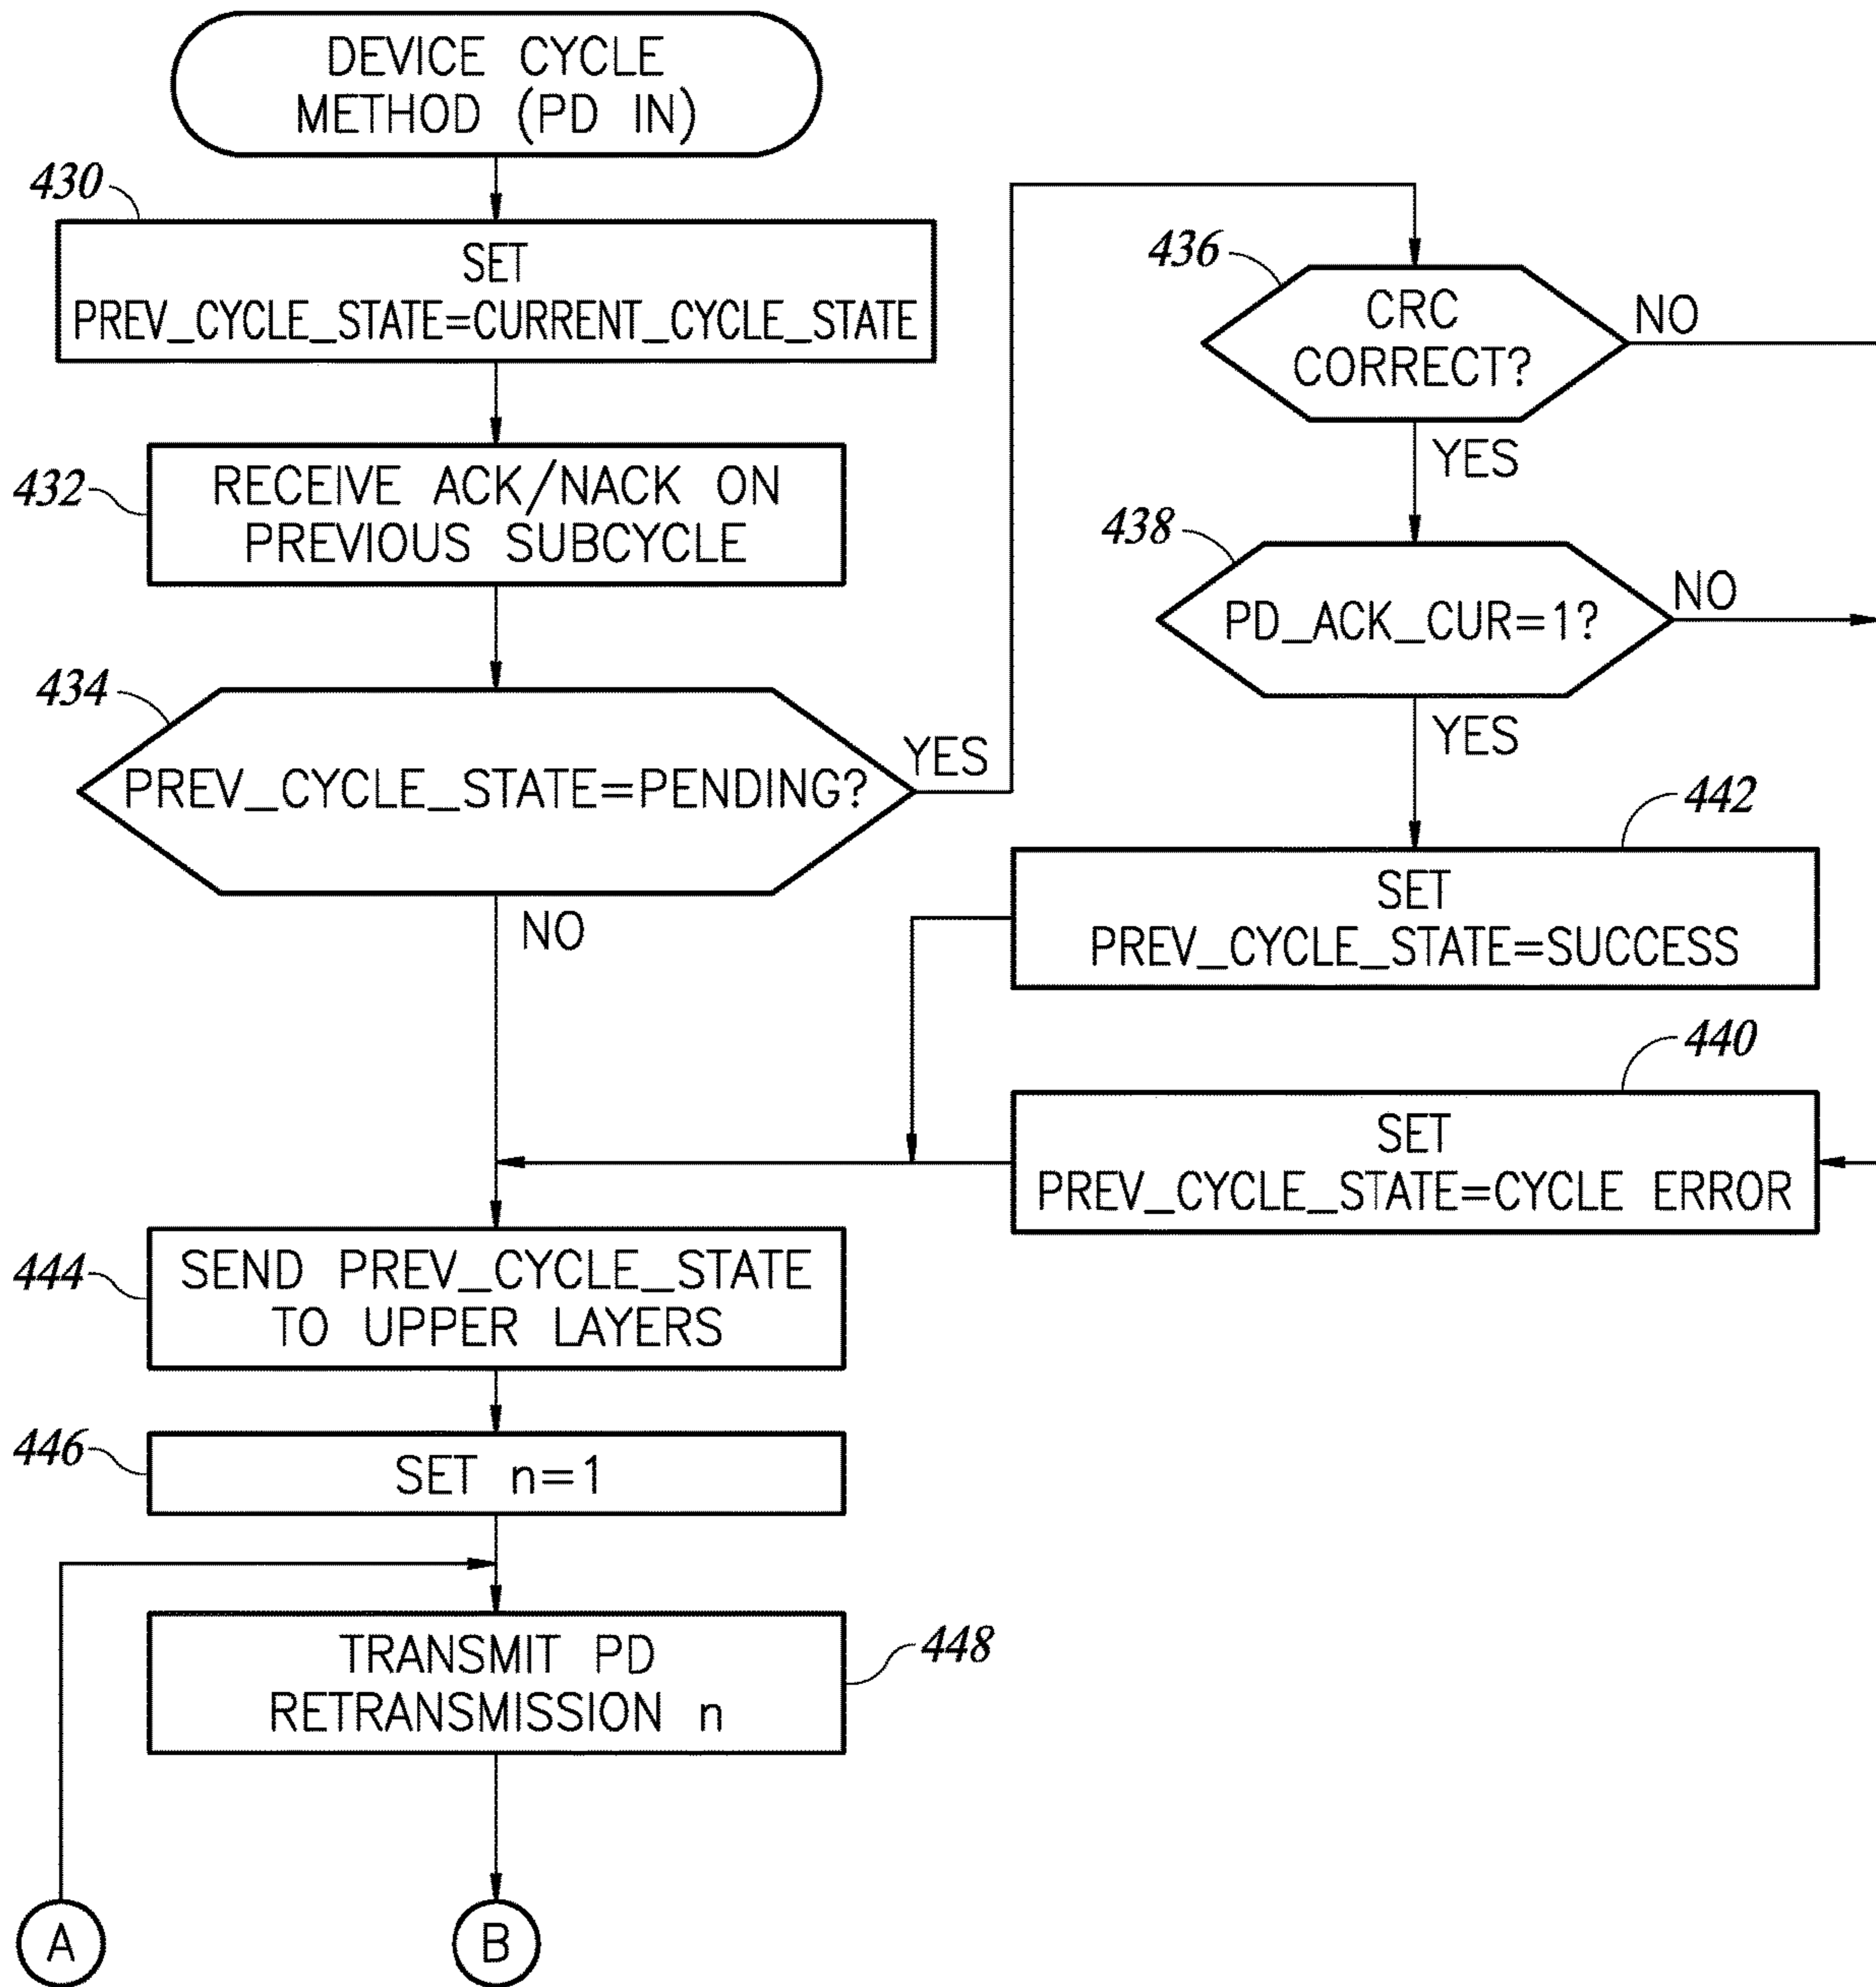 DEVICE CYCLE
METHOD (PD IN)
430
SET
PREV_CYCLE_STATE=CURRENT_CYCLE_STATE
432
RECEIVE ACK/NACK ON
PREVIOUS SUBCYCLE
434
PREV_CYCLE_STATE=PENDING?
YES
NO
436
CRC
CORRECT?
NO
YES
438
PD_ACK_CUR=1?
NO
YES
442
SET
PREV_CYCLE_STATE=SUCCESS
440
SET
PREV_CYCLE_STATE=CYCLE ERROR
444
SEND PREV_CYCLE_STATE
TO UPPER LAYERS
446
SET n=1
448
TRANSMIT PD
RETRANSMISSION n
A
B